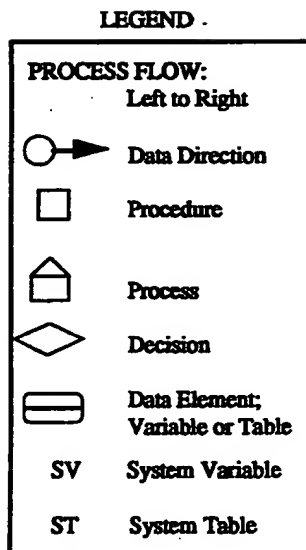 LEGEND
PROCESS FLOW:
Left to Right
Data Direction
Procedure
Process
Decision
Data Element;
Variable or Table
SV System Variable
ST System Table